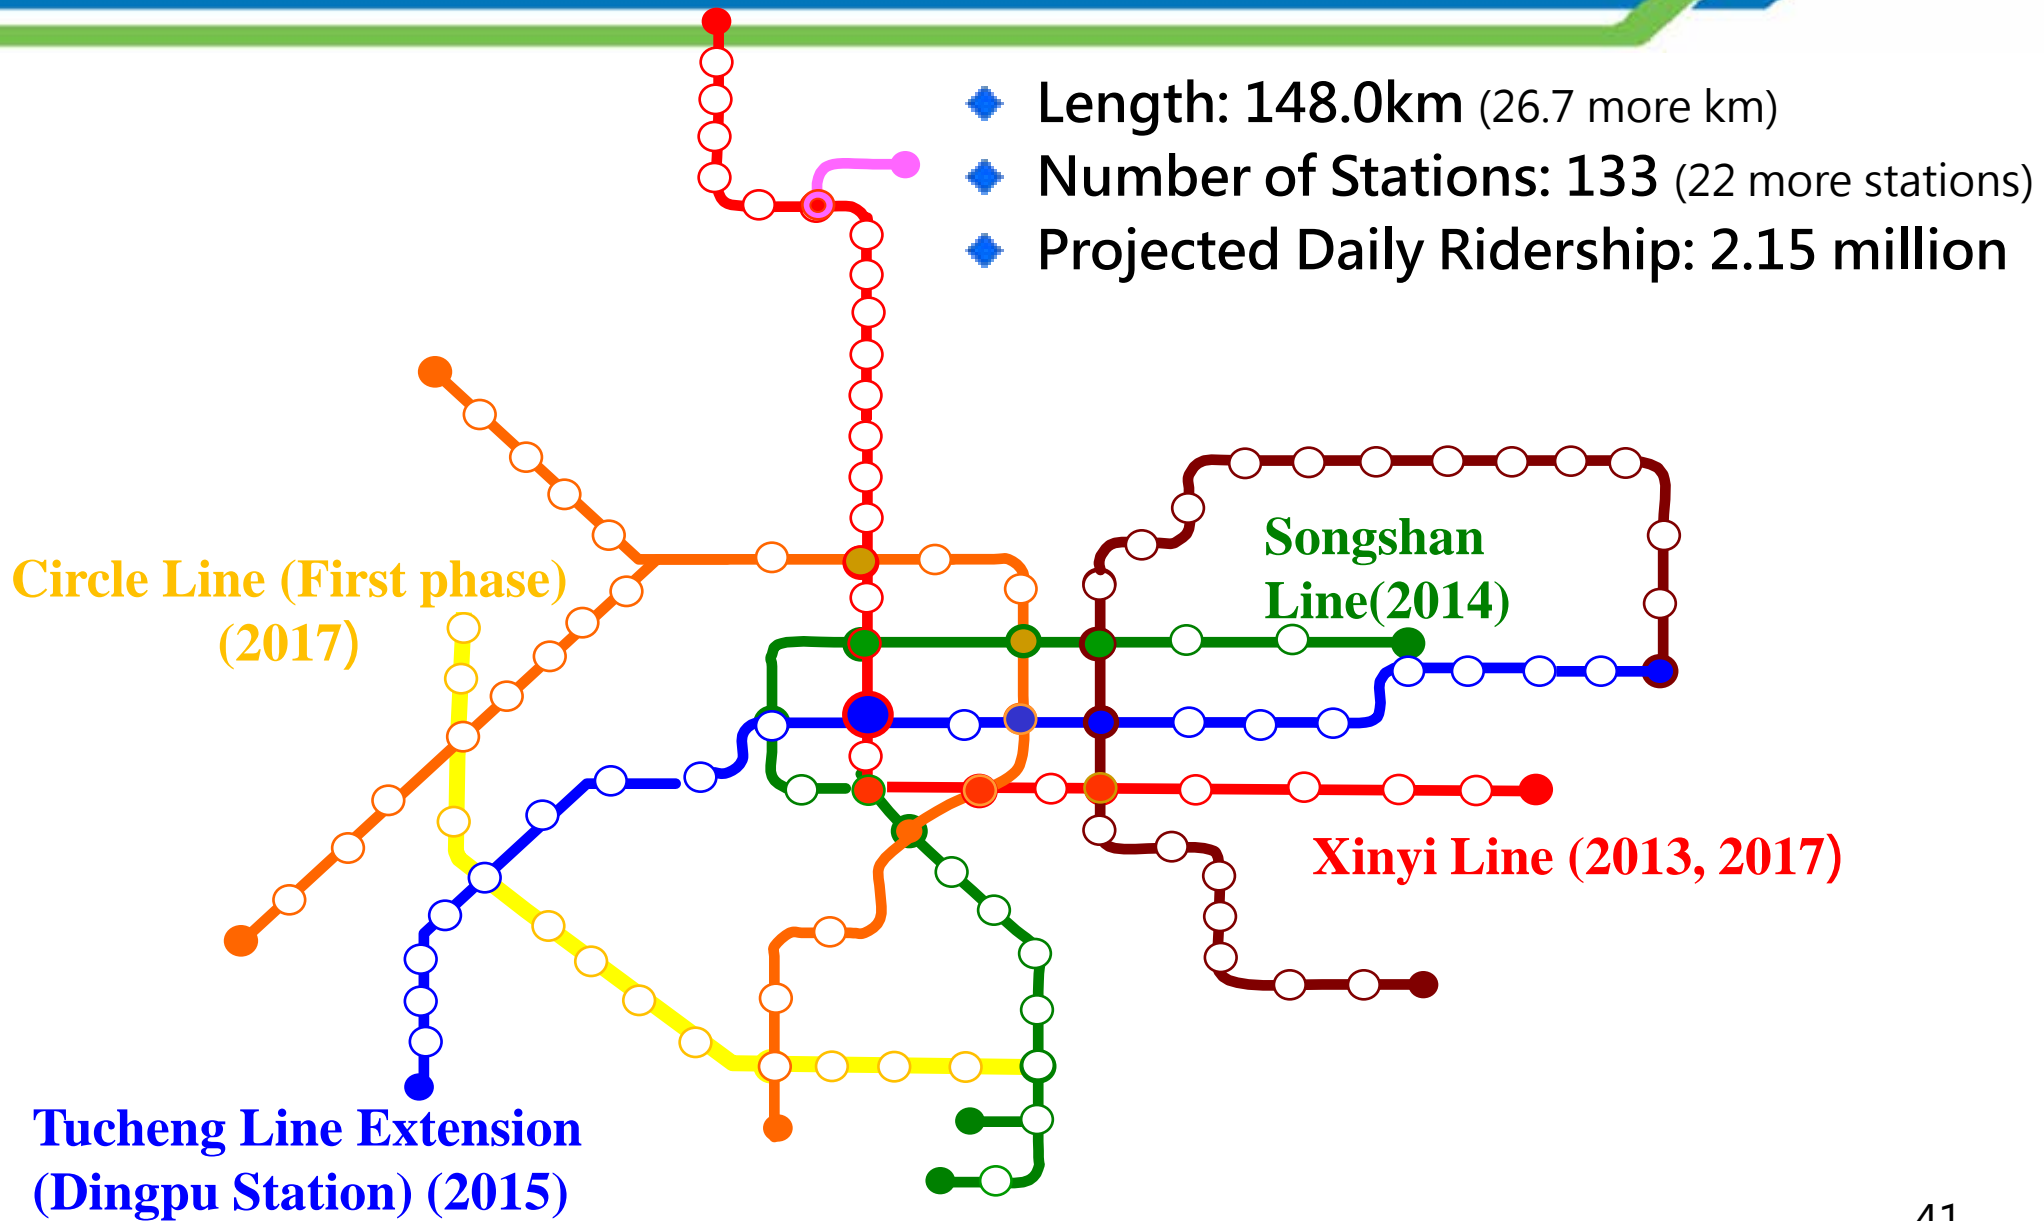 Length: 148.0km (26.7 more km)
Number of Stations: 133 (22 more stations)
Projected Daily Ridership: 2.15 million
Songshan
Line(2014)
Circle Line (First phase)
(2017)
Xinyi Line (2013, 2017)
Tucheng Line Extension
(Dingpu Station) (2015)
41